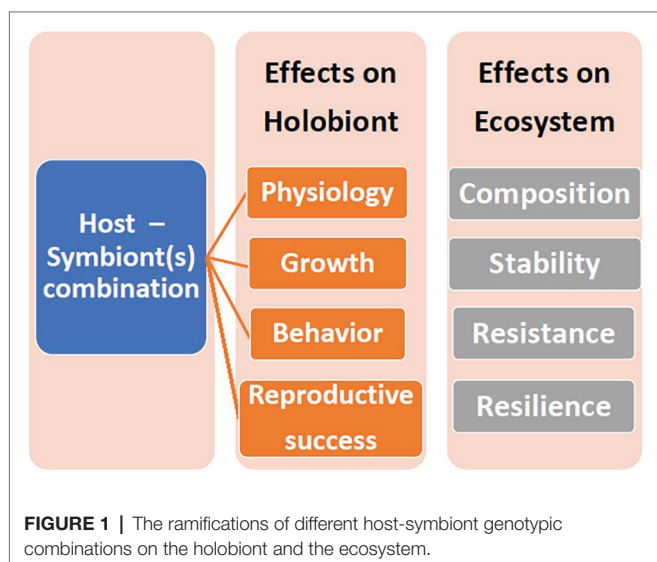 Host –
Symbiont(s)
combination
Effects on
Holobiont
Physiology
Growth
Behavior
Reproductive
success
Effects on
Ecosystem
Composition
Stability
Resistance
Resilience
FIGURE 1 | The ramifications of different host-symbiont genotypic
combinations on the holobiont and the ecosystem.